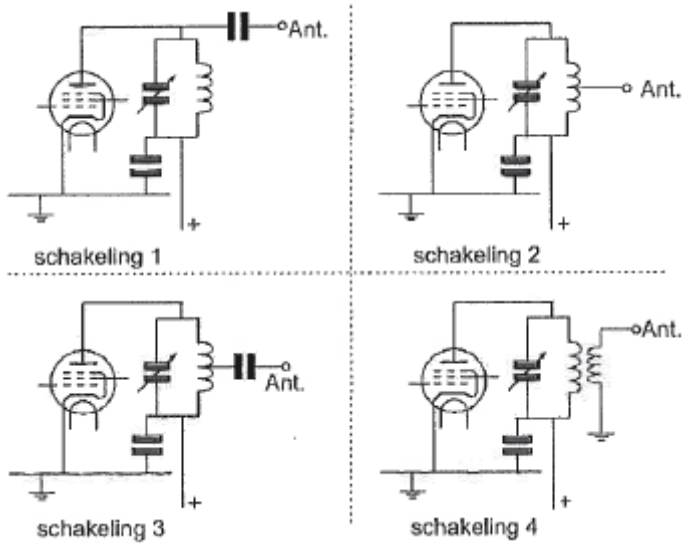 Ant.
+
schakeling 1
Ant.
+
schakeling 2
Ant.
+
schakeling 3
Ant.
+
schakeling 4